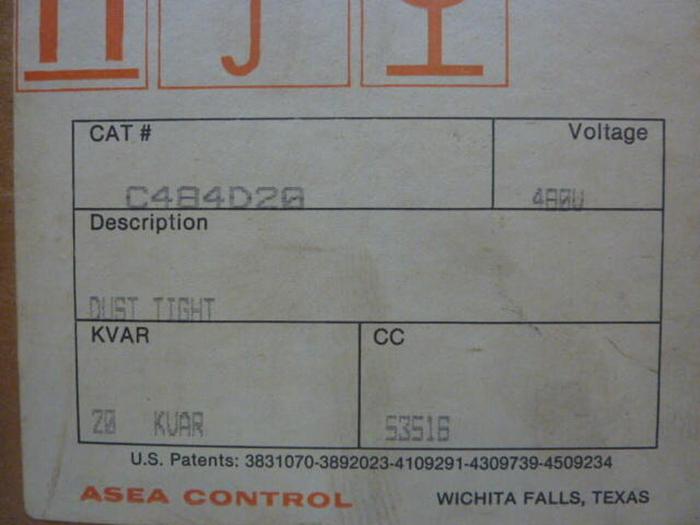 CAT # Voltage
C484D20 480V
Description
DUST TIGHT
KVAR CC
20 KVAR 53516
U.S. Patents: 3831070-3892023-4109291-4309739-4509234
ASEA CONTROL WICHITA FALLS, TEXAS